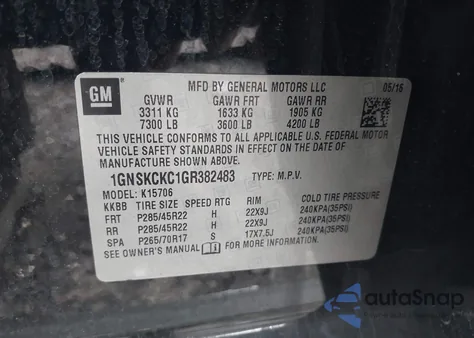 GM
MFD BY GENERAL MOTORS LLC
05/16
GVWR GAWR FRT GAWR RR
3311 KG 1633 KG 1905 KG
7300 LB 3600 LB 4200 LB
THIS VEHICLE CONFORMS TO ALL APPLICABLE U.S. FEDERAL MOTOR
VEHICLE SAFETY STANDARDS IN EFFECT ON THE DATE OF
MANUFACTURE SHOWN ABOVE.
1GNSKCKC1GR382483 TYPE: M.P.V.
MODEL: K15706
KKBB TIRE SIZE SPEED RTG RIM COLD TIRE PRESSURE
FRT P285/45R22 H 22X9J 240KPA(35PSI)
RR P285/45R22 H 22X9J 240KPA(35PSI)
SPA P265/70R17 S 17X7.5J 240KPA(35PSI)
SEE OWNER'S MANUAL FOR MORE INFORMATION.
autoSnap